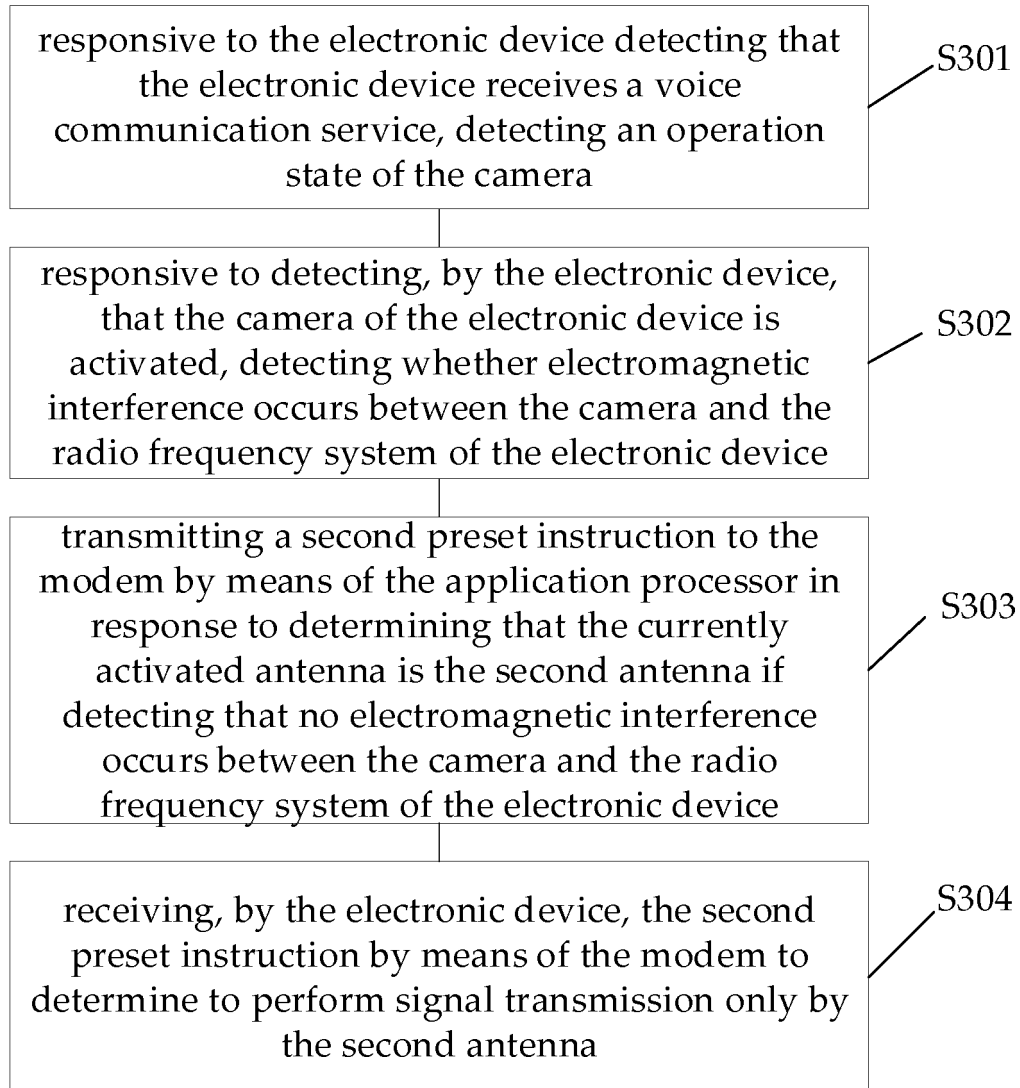 responsive to the electronic device detecting that
the electronic device receives a voice
communication service, detecting an operation
state of the camera
S301
responsive to detecting, by the electronic device,
that the camera of the electronic device is
activated, detecting whether electromagnetic
interference occurs between the camera and the
radio frequency system of the electronic device
S302
transmitting a second preset instruction to the
modem by means of the application processor in
response to determining that the currently
activated antenna is the second antenna if
detecting that no electromagnetic interference
occurs between the camera and the radio
frequency system of the electronic device
S303
receiving, by the electronic device, the second
preset instruction by means of the modem to
determine to perform signal transmission only by
the second antenna
S304